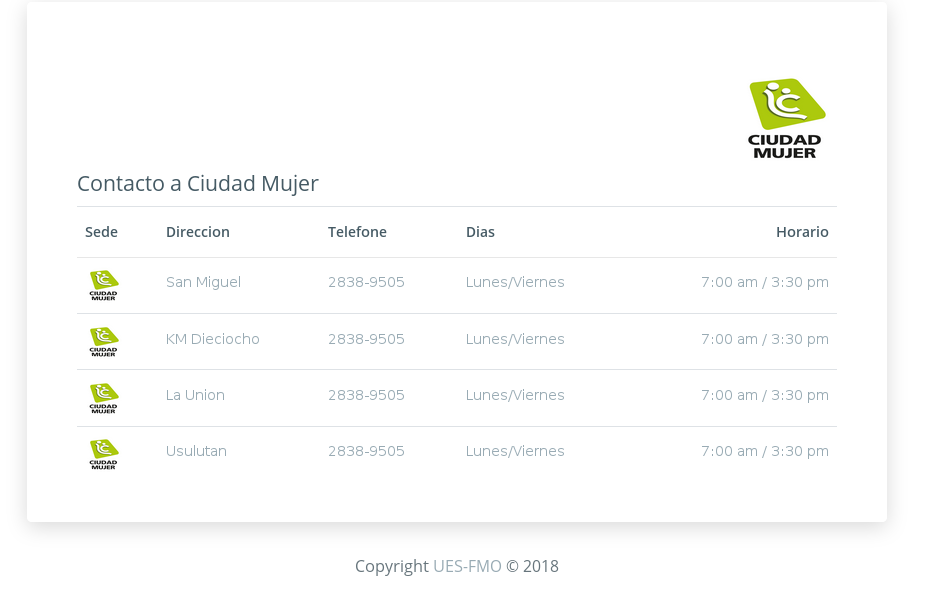 CIUDAD
MUJER
Contacto a Ciudad Mujer
Sede Direccion Telefone Dias Horario
CIUDAD MUJER San Miguel 2838-9505 Lunes/Viernes 7:00 am / 3:30 pm
CIUDAD MUJER KM Dieciocho 2838-9505 Lunes/Viernes 7:00 am / 3:30 pm
CIUDAD MUJER La Union 2838-9505 Lunes/Viernes 7:00 am / 3:30 pm
CIUDAD MUJER Usulutan 2838-9505 Lunes/Viernes 7:00 am / 3:30 pm
Copyright UES-FMO © 2018